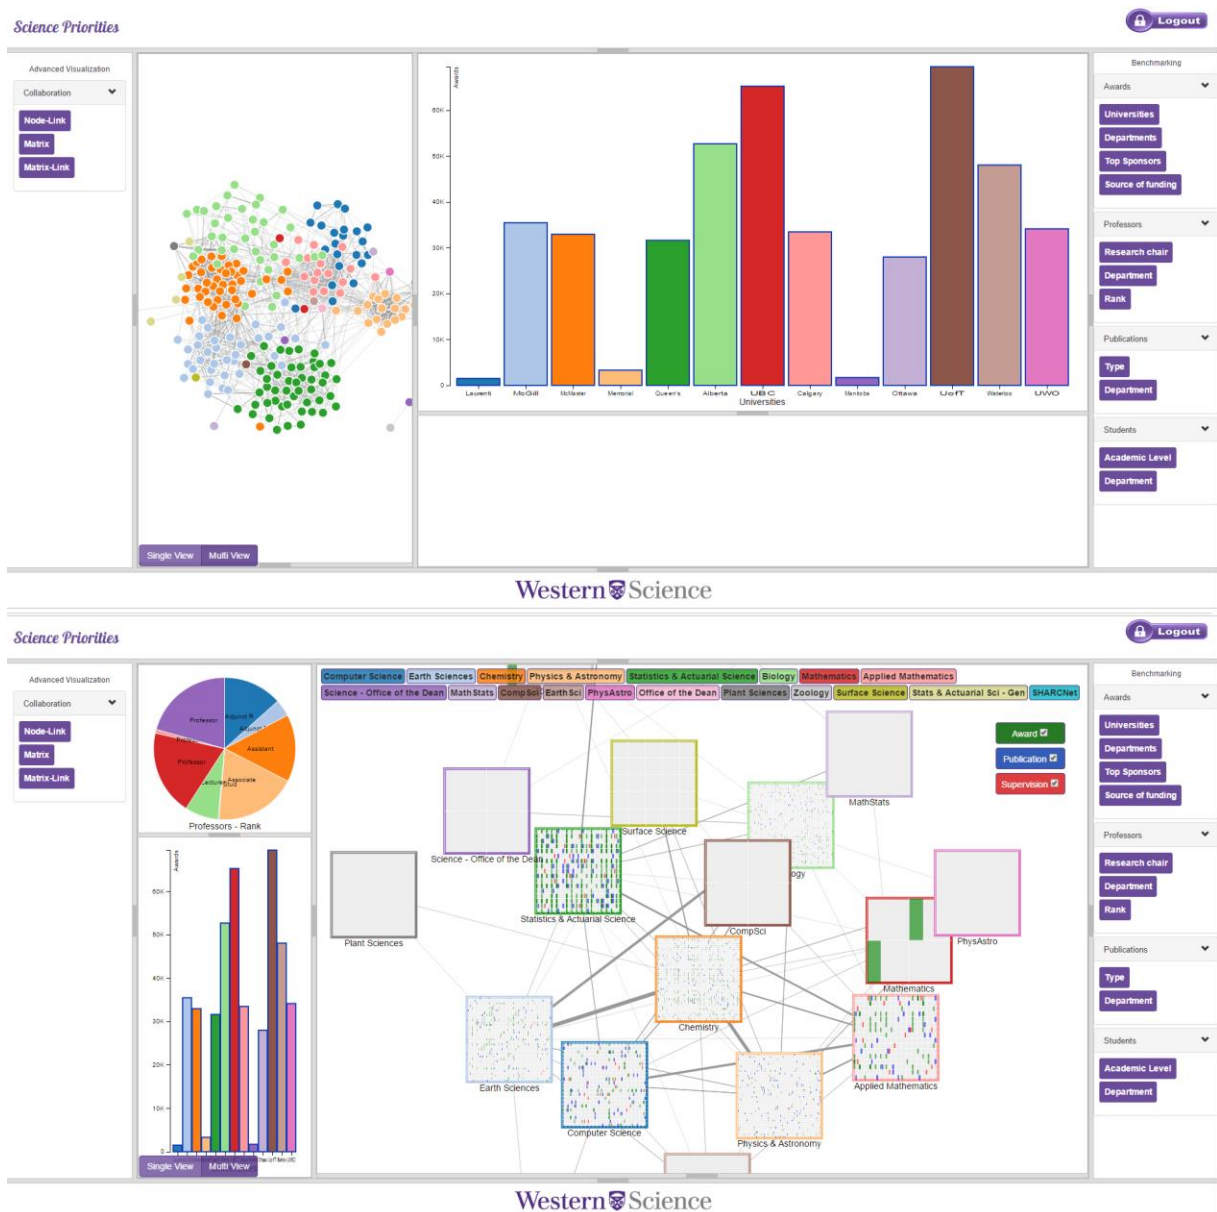 Science Priorities
Logout
Advanced Visualization
Collaboration
Node-Link
Matrix
Matrix-Link
Single View Multi View
Awards
60K
50K
40K
30K
20K
10K
0
Laurenti McGill McMaster Memorial Queen's Alberta UBC Calgary Manitoba Ottawa UofT Waterloo UWO
Universities
Benchmarking
Awards
Universities
Departments
Top Sponsors
Source of funding
Professors
Research chair
Department
Rank
Publications
Type
Department
Students
Academic Level
Department
Western Science
Science Priorities
Logout
Advanced Visualization
Collaboration
Node-Link
Matrix
Matrix-Link
Professor
Adjunct R
Assistant
Associate
Professor
Professors - Rank
Awards
60K
50K
40K
30K
20K
10K
0
Single View Multi View
Computer Science Earth Sciences Chemistry Physics & Astronomy Statistics & Actuarial Science Biology Mathematics Applied Mathematics
Science - Office of the Dean MathStats CompSci EarthSci PhysAstro Office of the Dean Plant Sciences Zoology Surface Science Stats & Actuarial Sci - Gen SHARCNet
Award
Publication
Supervision
MathStats
Surface Science
Science - Office of the Dean
ogy
Statistics & Actuarial Science
CompSci
Plant Sciences
PhysAstro
Mathematics
Chemistry
Earth Sciences
Applied Mathematics
Computer Science
Physics & Astronomy
Benchmarking
Awards
Universities
Departments
Top Sponsors
Source of funding
Professors
Research chair
Department
Rank
Publications
Type
Department
Students
Academic Level
Department
Western Science